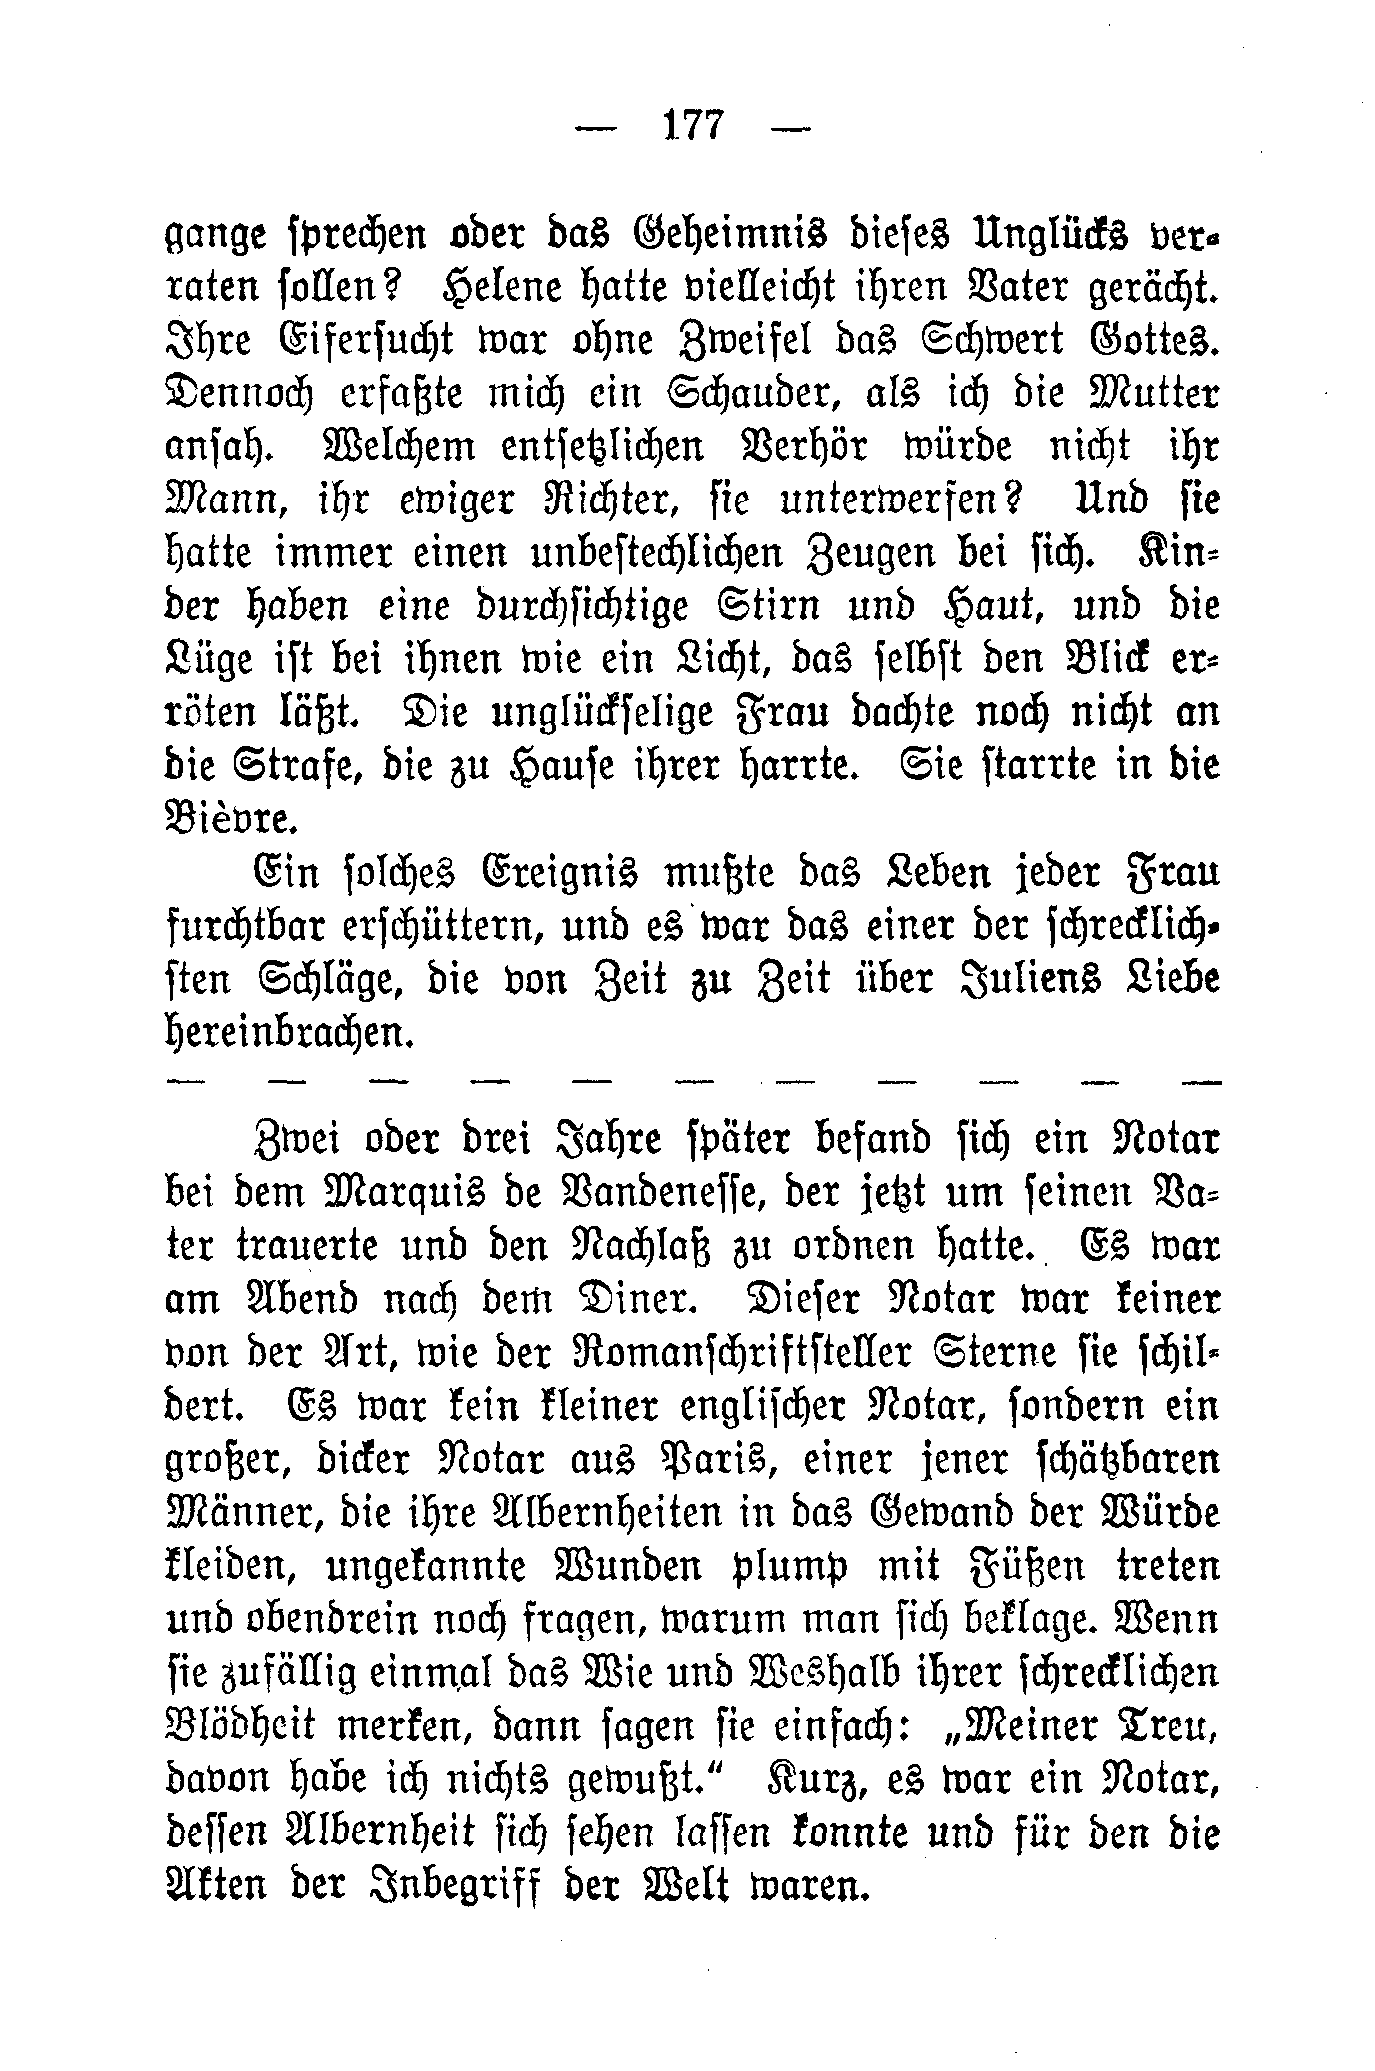 — 177 —
gange sprechen oder das Geheimnis dieses Unglücks ver-
raten sollen? Helene hatte vielleicht ihren Vater gerächt.
Ihre Eifersucht war ohne Zweifel das Schwert Gottes.
Dennoch erfaßte mich ein Schauder, als ich die Mutter
ansah. Welchem entsetzlichen Verhör würde nicht ihr
Mann, ihr ewiger Richter, sie unterwerfen? Und sie
hatte immer einen unbestechlichen Zeugen bei sich. Kin-
der haben eine durchsichtige Stirn und Haut, und die
Lüge ist bei ihnen wie ein Licht, das selbst den Blick er-
röten läßt. Die unglückselige Frau dachte noch nicht an
die Strafe, die zu Hause ihrer harrte. Sie starrte in die
Bièvre.
Ein solches Ereignis mußte das Leben jeder Frau
furchtbar erschüttern, und es war das einer der schrecklich-
sten Schläge, die von Zeit zu Zeit über Juliens Liebe
hereinbrachen.
— — — — — — — — — — —
Zwei oder drei Jahre später befand sich ein Notar
bei dem Marquis de Vandenesse, der jetzt um seinen Va-
ter trauerte und den Nachlaß zu ordnen hatte. Es war
am Abend nach dem Diner. Dieser Notar war keiner
von der Art, wie der Romanschriftsteller Sterne sie schil-
dert. Es war kein kleiner englischer Notar, sondern ein
großer, dicker Notar aus Paris, einer jener schätzbaren
Männer, die ihre Albernheiten in das Gewand der Würde
kleiden, ungekannte Wunden plump mit Füßen treten
und obendrein noch fragen, warum man sich beklage. Wenn
sie zufällig einmal das Wie und Weshalb ihrer schrecklichen
Blödheit merken, dann sagen sie einfach: „Meiner Treu,
davon habe ich nichts gewußt.“ Kurz, es war ein Notar,
dessen Albernheit sich sehen lassen konnte und für den die
Akten der Inbegriff der Welt waren.